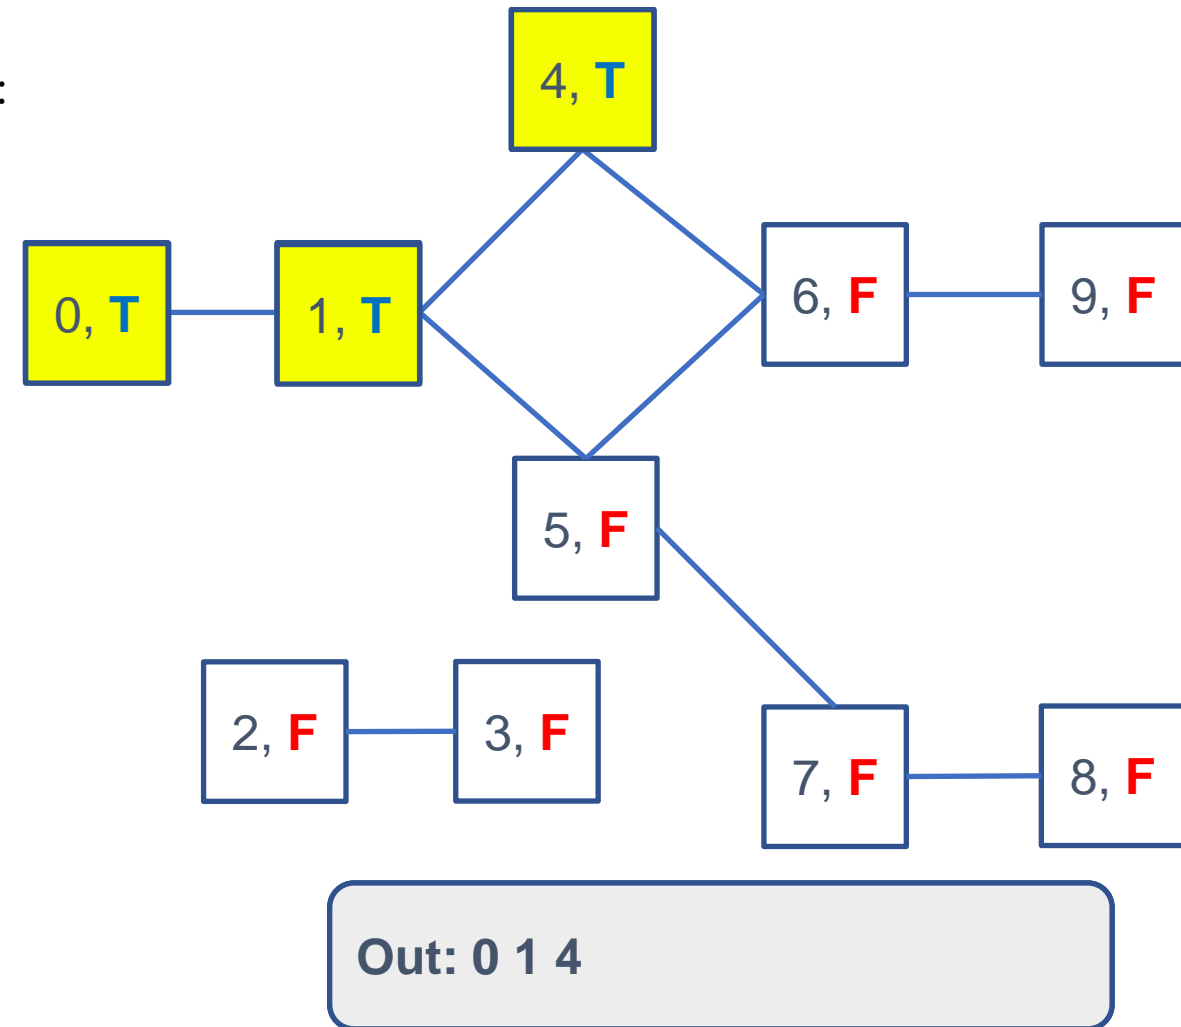 :
4, T
0, T
1, T
6, F
9, F
5, F
2, F
3, F
7, F
8, F
Out: 0 1 4